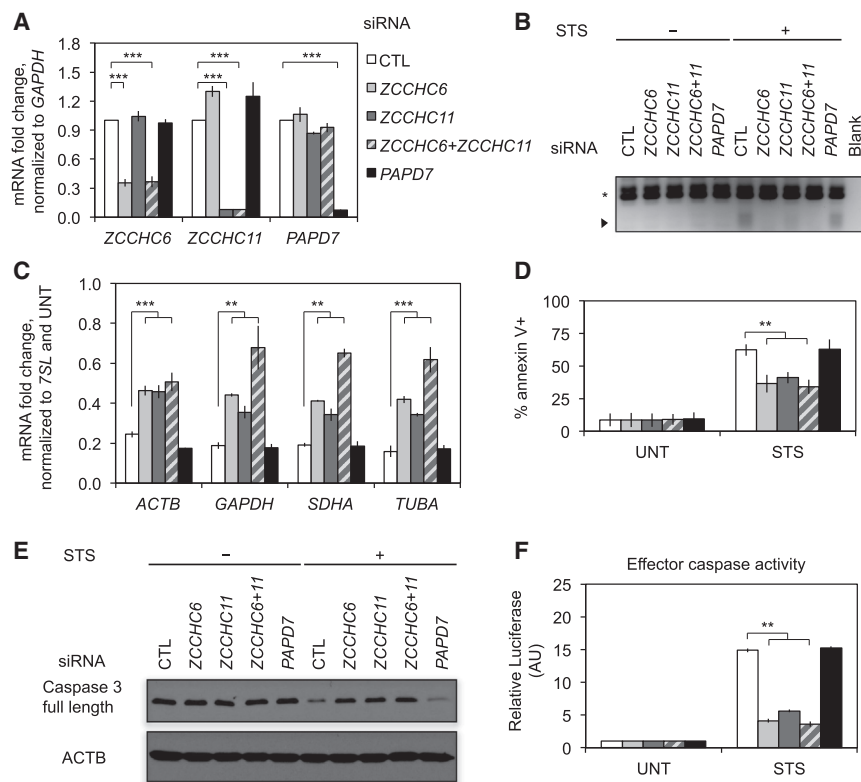 A
mRNA fold change,
normalized to GAPDH
1.8
1.5
1.2
0.9
0.6
0.3
0.0
***
***
***
***
***
ZCCHC6
ZCCHC11
PAPD7
siRNA
CTL
ZCCHC6
ZCCHC11
ZCCHC6+ZCCHC11
PAPD7
B
STS
–
+
siRNA
CTL
ZCCHC6
ZCCHC11
ZCCHC6+11
PAPD7
CTL
ZCCHC6
ZCCHC11
ZCCHC6+11
PAPD7
Blank
*
C
mRNA fold change,
normalized to 7SL and UNT
1.0
0.8
0.6
0.4
0.2
0.0
***
**
**
***
ACTB
GAPDH
SDHA
TUBA
D
% annexin V+
100
75
50
25
0
**
UNT
STS
E
STS
–
+
siRNA
CTL
ZCCHC6
ZCCHC11
ZCCHC6+11
PAPD7
CTL
ZCCHC6
ZCCHC11
ZCCHC6+11
PAPD7
Caspase 3
full length
ACTB
F
Effector caspase activity
Relative Luciferase
(AU)
25
20
15
10
5
0
**
UNT
STS